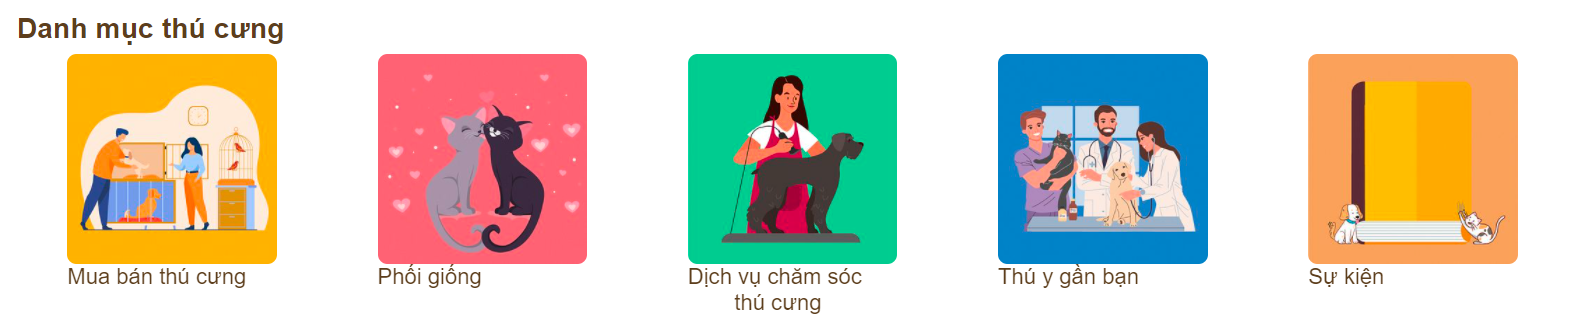 Danh mục thú cưng
Mua bán thú cưng
Phối giống
Dịch vụ chăm sóc
thú cưng
Thú y gần bạn
Sự kiện